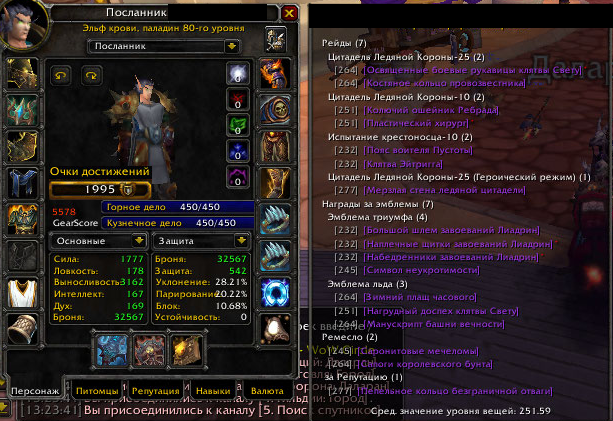 Посланник
Эльф крови, паладин 80-го уровня
Посланник
0
0
0
0
0
Очки достижений
1995
5578
GearScore
Горное дело 450/450
Кузнечное дело 450/450
Основные
Защита
Сила: 1777
Ловкость: 178
Выносливость: 3162
Интеллект: 167
Дух: 169
Броня: 32567
Броня: 32567
Защита: 542
Уклонение: 28.21%
Парирование: 20.22%
Блок: 10.68%
Устойчивость: 0
Персонаж
Питомцы
Репутация
Навыки
Валюта
Рейды (7)
Цитадель Ледяной Короны-25 (2)
[264] [Освященные боевые рукавицы клятвы Свету]
[264] [Костяное кольцо провозвестника]
Цитадель Ледяной Короны-10 (2)
[251] [Колючий ошейник Ребрада]
[251] [Пластический хирург]
Испытание крестоносца-10 (2)
[232] [Пояс воителя Пустоты]
[232] [Клятва Эйтригга]
Цитадель Ледяной Короны-25 (Героический режим) (1)
[277] [Мерзлая стена ледяной цитадели]
Награды за эмблемы (7)
Эмблема триумфа (4)
[232] [Большой шлем завоеваний Лиадрин]
[232] [Наплечные щитки завоеваний Лиадрин]
[232] [Набедренники завоеваний Лиадрин]
[245] [Символ неукротимости]
Эмблема льда (3)
[264] [Зимний плащ часового]
[251] [Нагрудный доспех клятвы Свету]
[264] [Манускрипт башни вечности]
Ремесло (2)
[245] [Саронитовые мечеломы]
[264] [Сапоги королевского бунта]
за Репутацию (1)
[277] [Пепельное кольцо безграничной отваги]
Сред. значение уровня вещей: 251.59
[13:23:41] Вы присоединились к каналу [5. Поиск спутников]